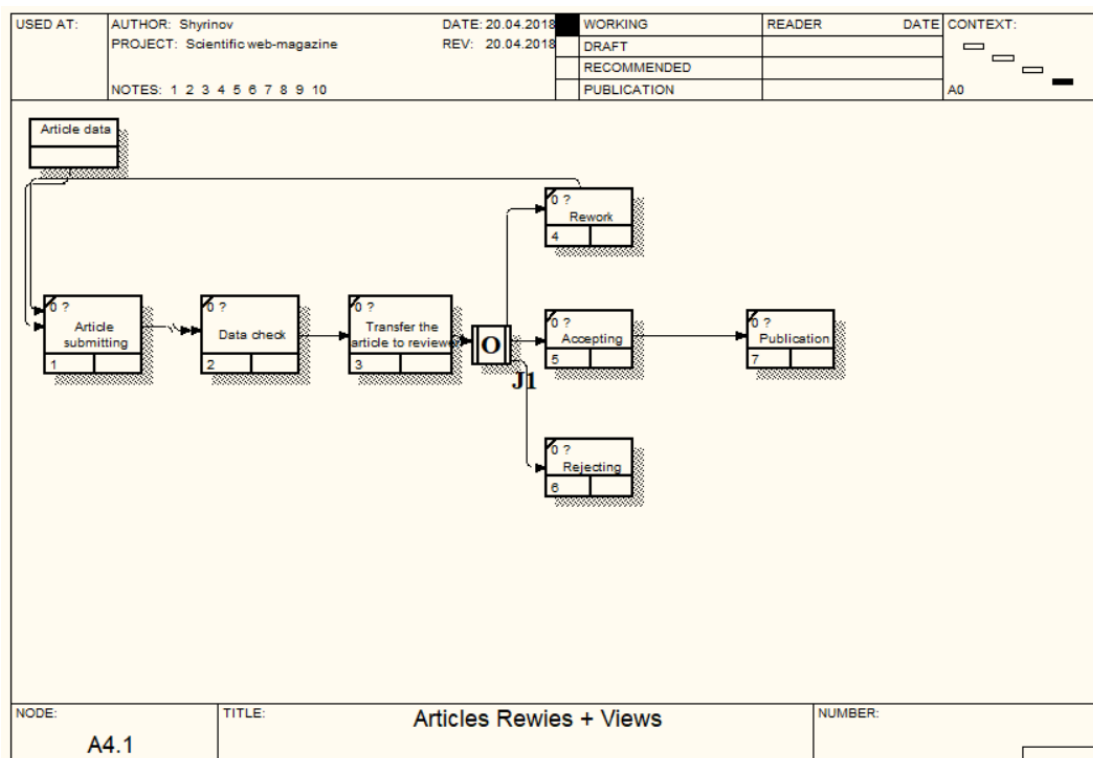 USED AT:
AUTHOR: Shyrinov
DATE: 20.04.2018
PROJECT: Scientific web-magazine
REV: 20.04.2018
NOTES: 1 2 3 4 5 6 7 8 9 10
WORKING
DRAFT
RECOMMENDED
PUBLICATION
READER
DATE
CONTEXT:
A0
Article data
0 ?
Rework
4
0 ?
Article
submitting
1
0 ?
Data check
2
0 ?
Transfer the
article to reviewe
3
O
J1
0 ?
Accepting
5
0 ?
Publication
7
0 ?
Rejecting
6
NODE:
A4.1
TITLE:
Articles Rewies + Views
NUMBER: